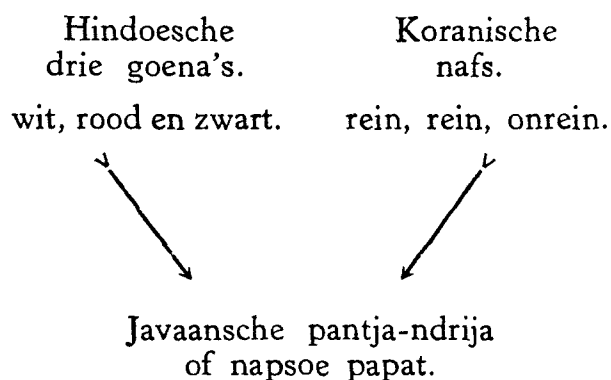 Hindoesche
drie goena's.
wit, rood en zwart.
Koranische
nafs.
rein, rein, onrein.
Javaansche pantja-ndrija
of napsoe papat.